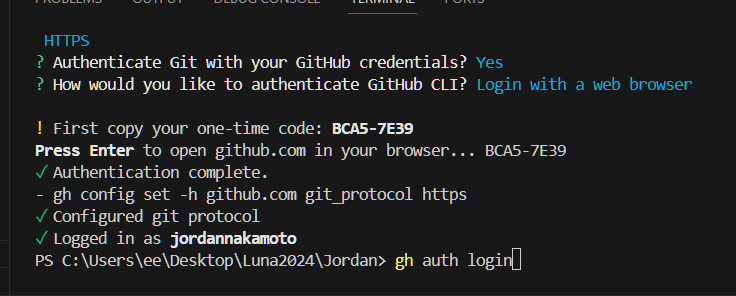 PROBLEMS OUTPUT DEBUG CONSOLE TERMINAL PORTS
HTTPS
? Authenticate Git with your GitHub credentials? Yes
? How would you like to authenticate GitHub CLI? Login with a web browser
! First copy your one-time code: BCA5-7E39
Press Enter to open github.com in your browser... BCA5-7E39
✓ Authentication complete.
- gh config set -h github.com git_protocol https
✓ Configured git protocol
✓ Logged in as jordannakamoto
PS C:\Users\ee\Desktop\Luna2024\Jordan> gh auth login